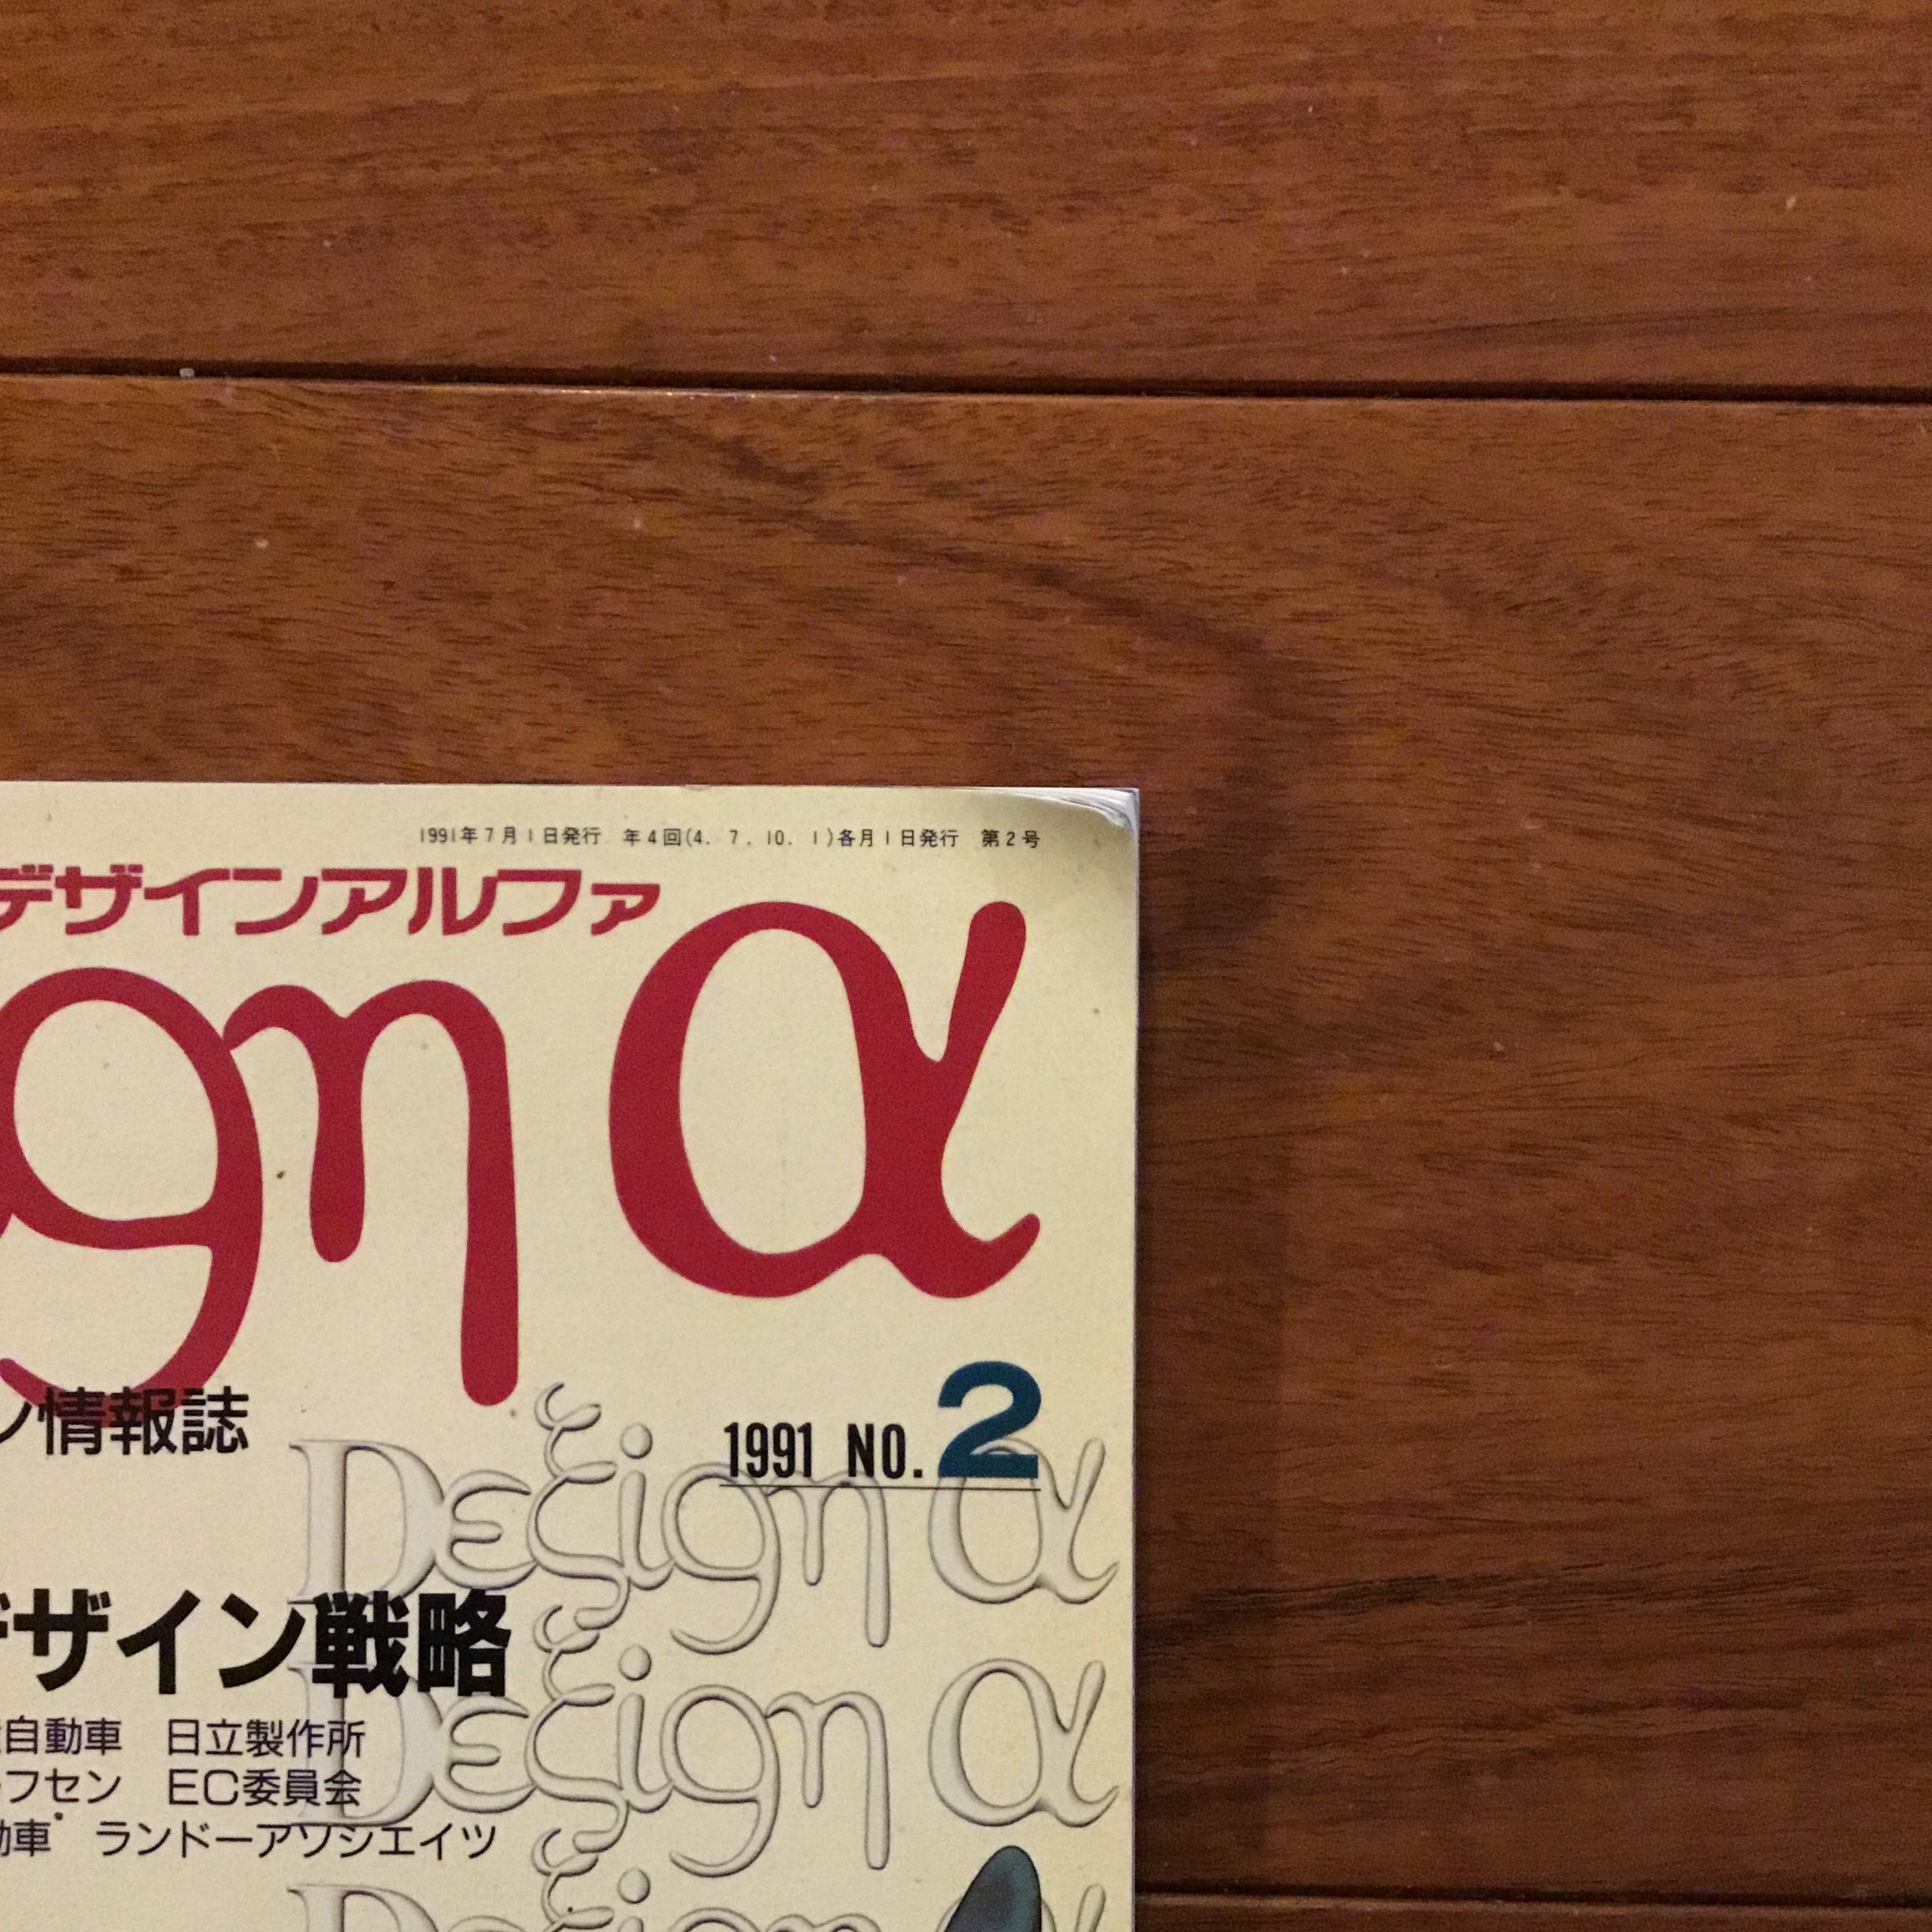 1991年7月1日発行 年4回(4. 7. 10. 1)各月1日発行 第2号
デザインアルファ
gn α
ン情報誌
1991 NO. 2
Design α
デザイン戦略
自動車 日立製作所
Design α
フセン EC委員会
動車 ランドーアソシエイツ
Design α